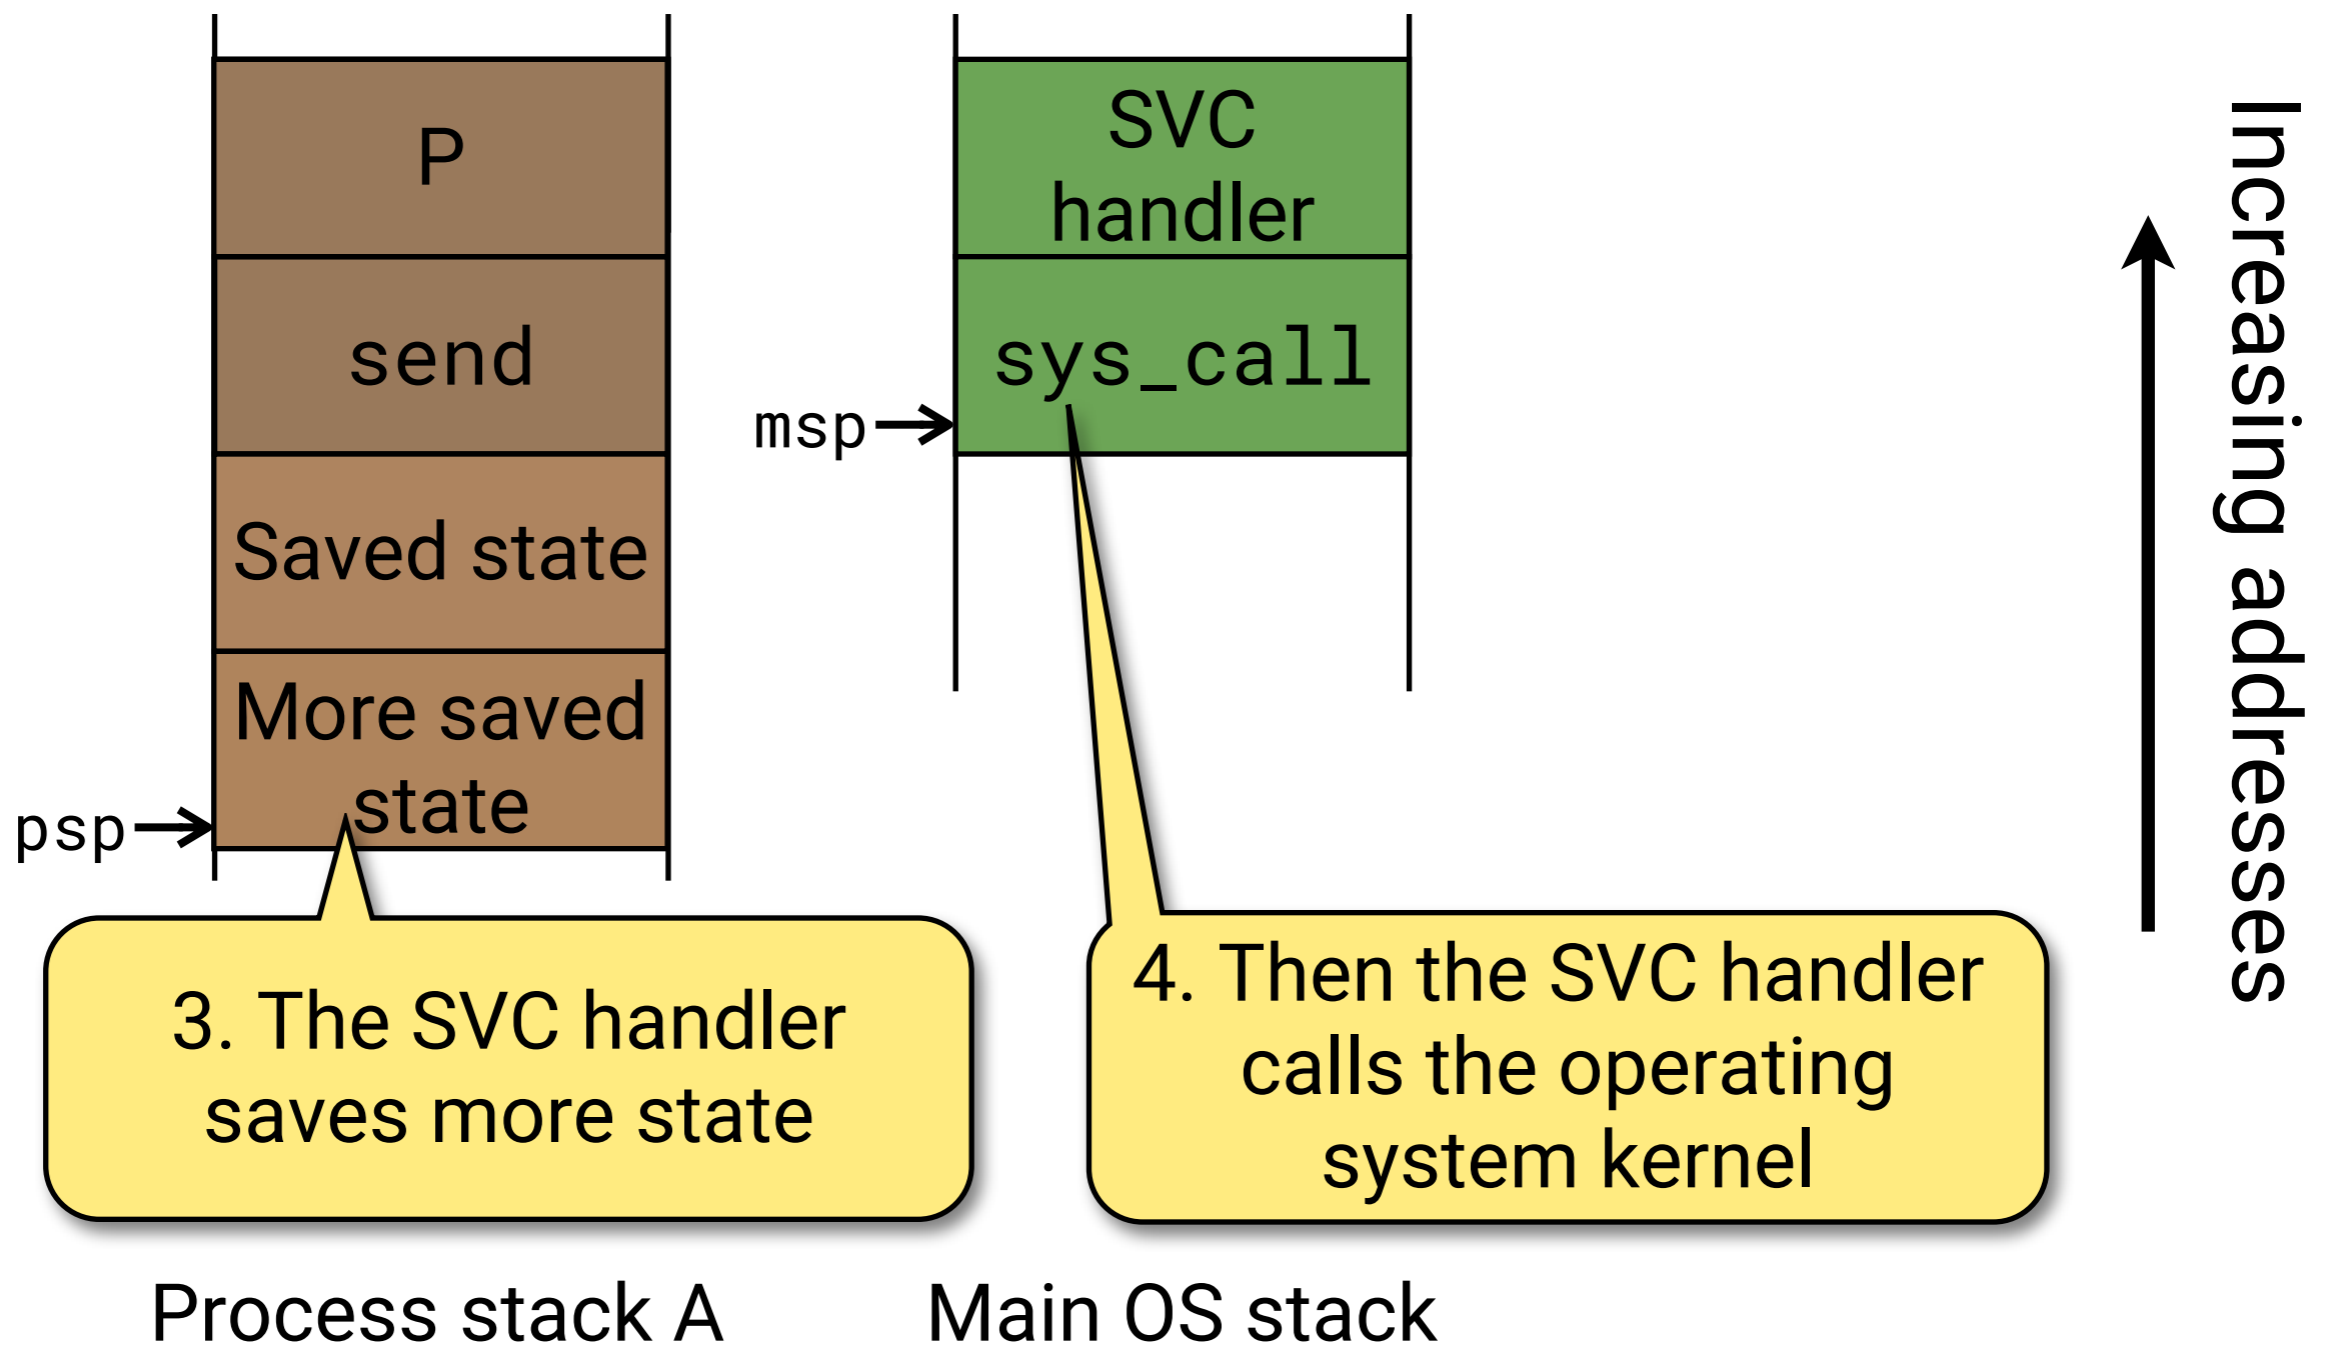 P
send
Saved state
More saved
state
psp
SVC
handler
sys_call
msp
Increasing addresses
3. The SVC handler
saves more state
4. Then the SVC handler
calls the operating
system kernel
Process stack A
Main OS stack